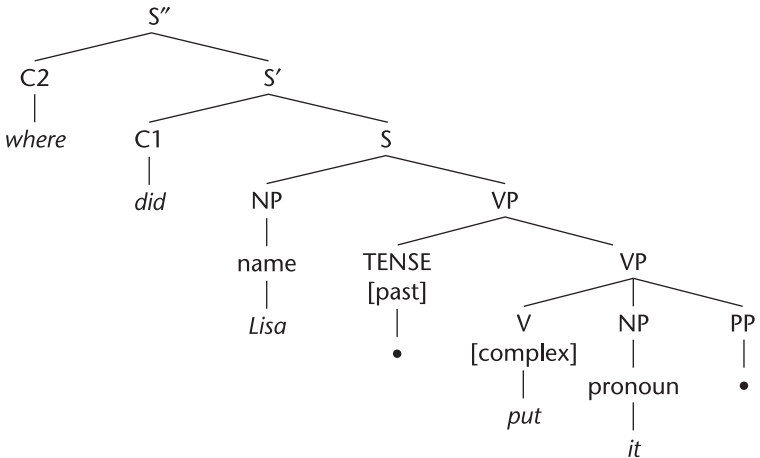 S″
C2 S′
where C1 S
did NP VP
name TENSE VP
[past]
Lisa V NP PP
• [complex]
pronoun •
put
it